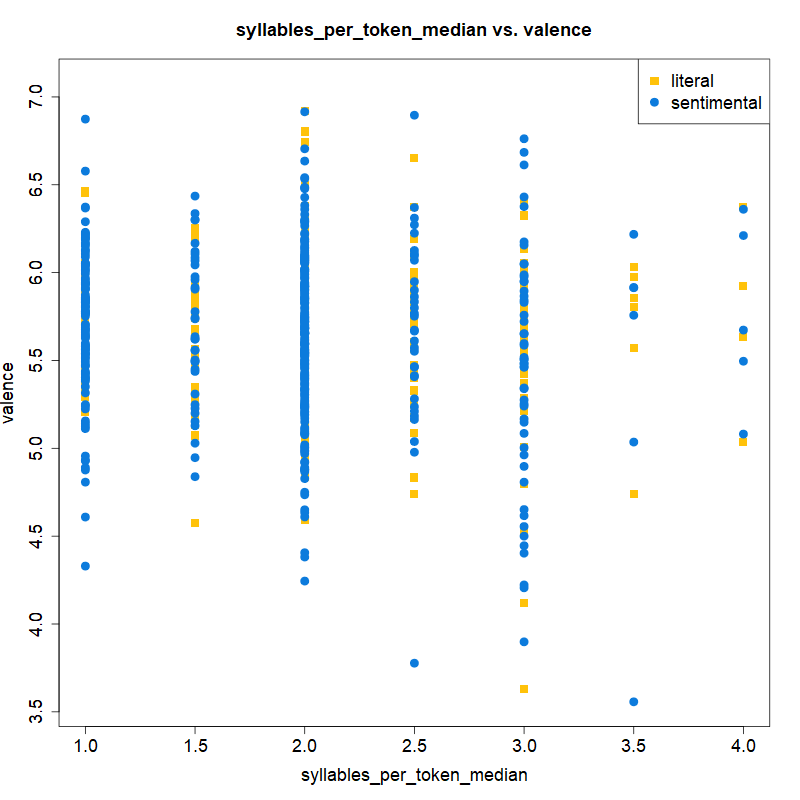 syllables_per_token_median vs. valence
literal
sentimental
valence
7.0
6.5
6.0
5.5
5.0
4.5
4.0
3.5
1.0 1.5 2.0 2.5 3.0 3.5 4.0
syllables_per_token_median